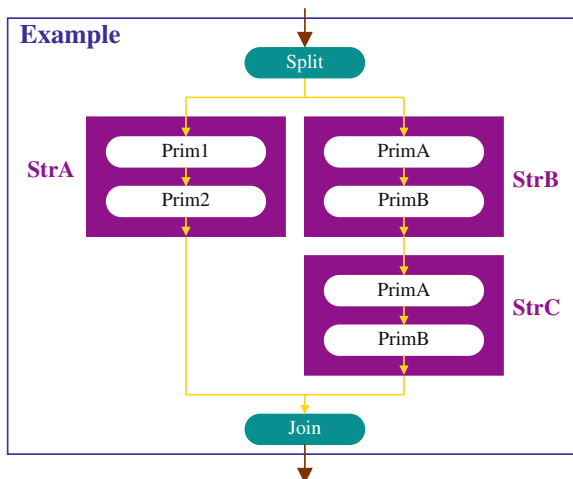 Example
Split
StrA
Prim1
Prim2
PrimA
PrimB
StrB
PrimA
PrimB
StrC
Join